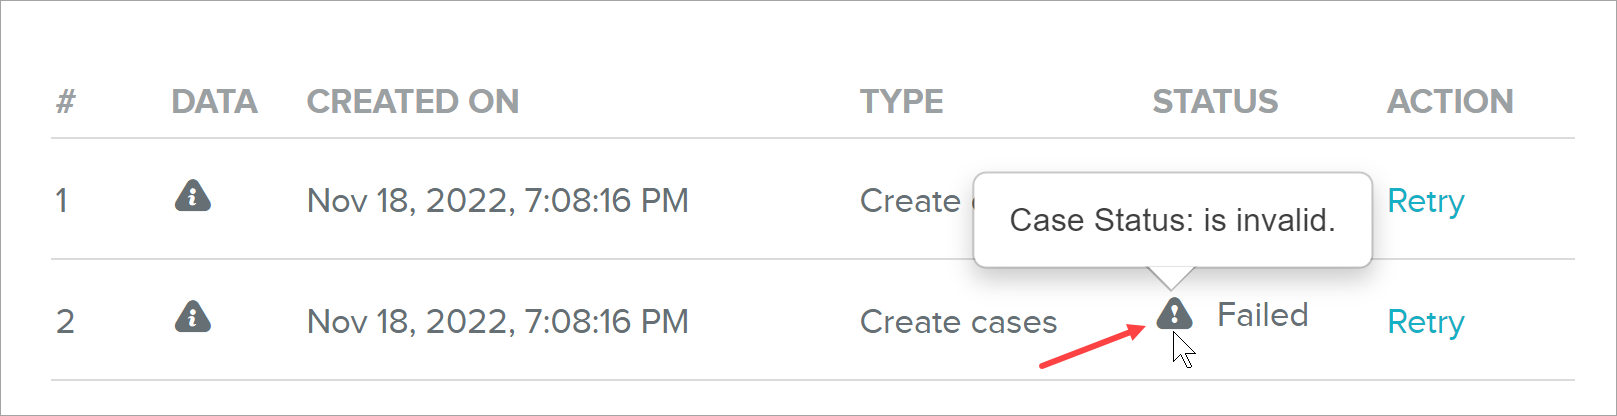 # DATA CREATED ON TYPE STATUS ACTION
1 Nov 18, 2022, 7:08:16 PM Create Retry
Case Status: is invalid.
2 Nov 18, 2022, 7:08:16 PM Create cases Failed Retry